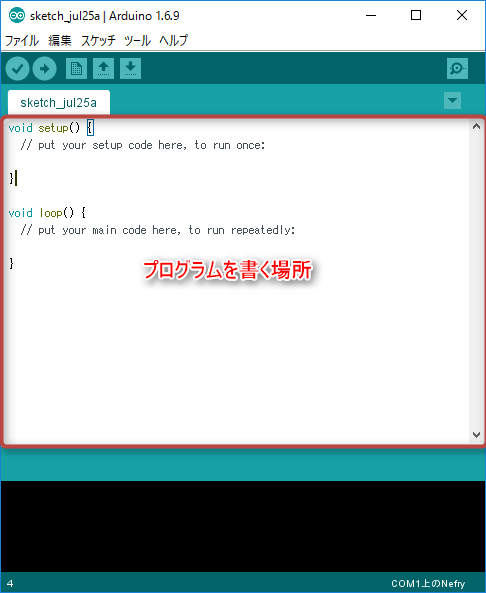 sketch_jul25a | Arduino 1.6.9
ファイル 編集 スケッチ ツール ヘルプ
sketch_jul25a
void setup() {
// put your setup code here, to run once:
}
void loop() {
// put your main code here, to run repeatedly:
}
プログラムを書く場所
4 COM1上のNefry